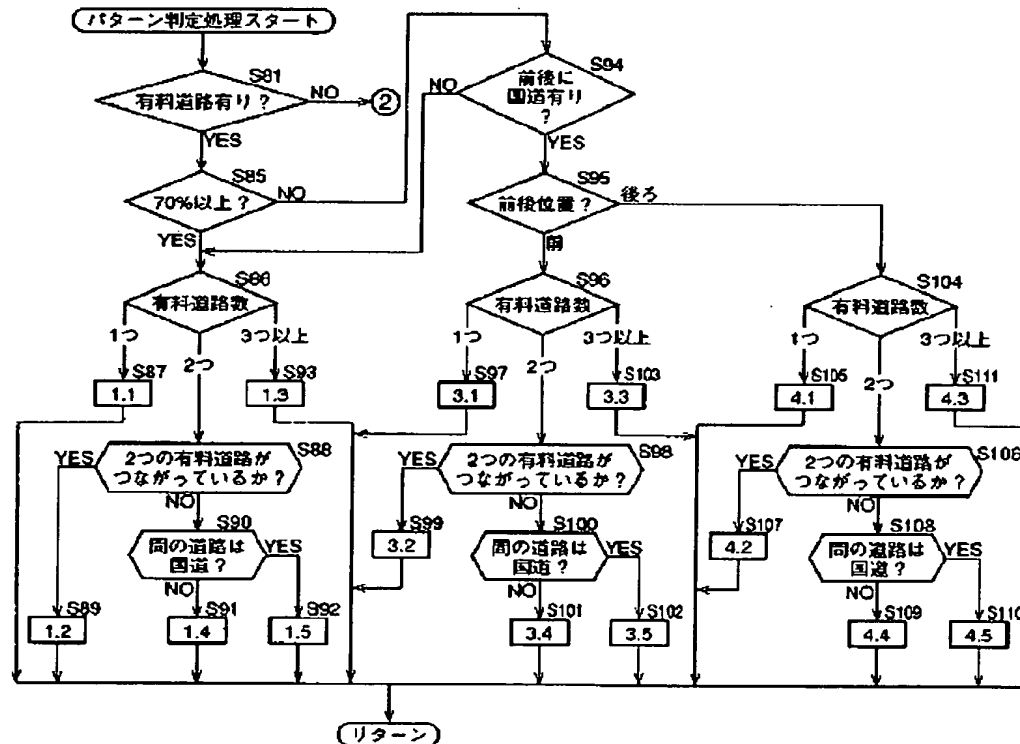 パターン判定処理スタート
S81
有料道路有り？
NO
②
YES
S85
70%以上？
NO
YES
S94
前後に
国道有り
？
NO
YES
S95
前後位置？
後ろ
前
S86
有料道路数
1つ
2つ
3つ以上
S87
1.1
S93
1.3
S96
有料道路数
1つ
2つ
3つ以上
S97
3.1
S103
3.3
S104
有料道路数
1つ
2つ
3つ以上
S105
4.1
S111
4.3
S88
2つの有料道路が
つながっているか？
YES
NO
S90
間の道路は
国道？
YES
NO
S89
1.2
S91
1.4
S92
1.5
S98
2つの有料道路が
つながっているか？
YES
NO
S99
3.2
S100
間の道路は
国道？
YES
NO
S101
3.4
S102
3.5
S106
2つの有料道路が
つながっているか？
YES
NO
S107
4.2
S108
間の道路は
国道？
YES
NO
S109
4.4
S110
4.5
リターン